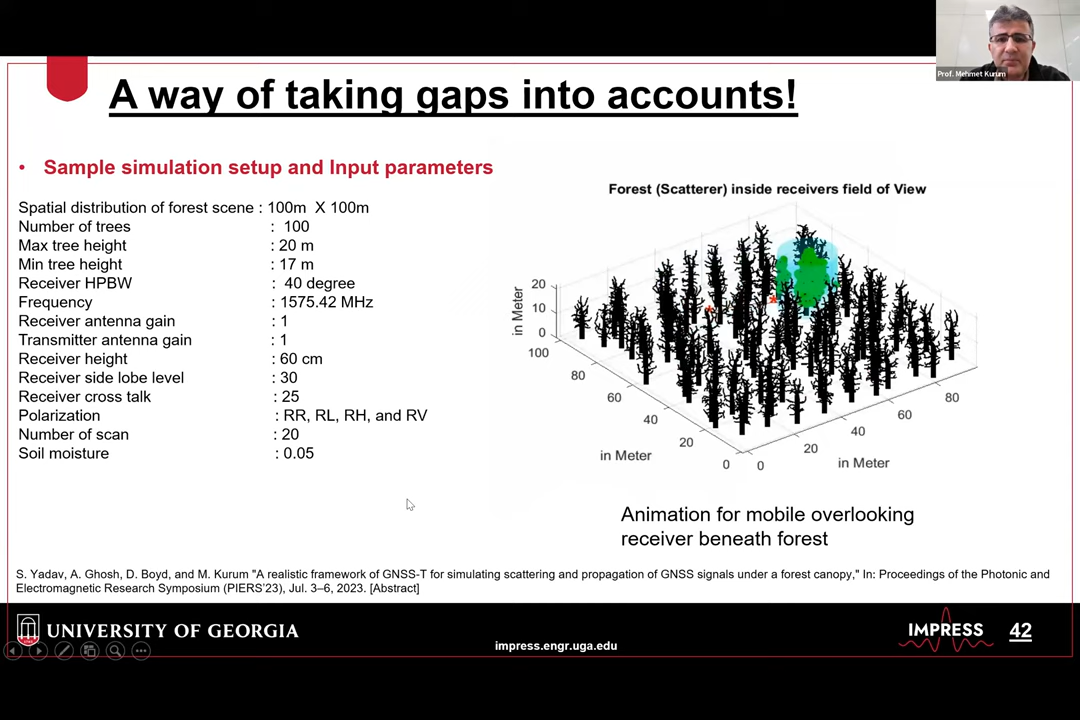 Prof. Mehmet Kurum
A way of taking gaps into accounts!
• Sample simulation setup and Input parameters
Spatial distribution of forest scene : 100m X 100m
Number of trees : 100
Max tree height : 20 m
Min tree height : 17 m
Receiver HPBW : 40 degree
Frequency : 1575.42 MHz
Receiver antenna gain : 1
Transmitter antenna gain : 1
Receiver height : 60 cm
Receiver side lobe level : 30
Receiver cross talk : 25
Polarization : RR, RL, RH, and RV
Number of scan : 20
Soil moisture : 0.05
Forest (Scatterer) inside receivers field of View
in Meter
20
10
0
100
80
60
40
20
0
in Meter
0
20
40
60
80
in Meter
Animation for mobile overlooking
receiver beneath forest
S. Yadav, A. Ghosh, D. Boyd, and M. Kurum "A realistic framework of GNSS-T for simulating scattering and propagation of GNSS signals under a forest canopy," In: Proceedings of the Photonic and
Electromagnetic Research Symposium (PIERS'23), Jul. 3–6, 2023. [Abstract]
UNIVERSITY OF GEORGIA
impress.engr.uga.edu
IMPRESS
42